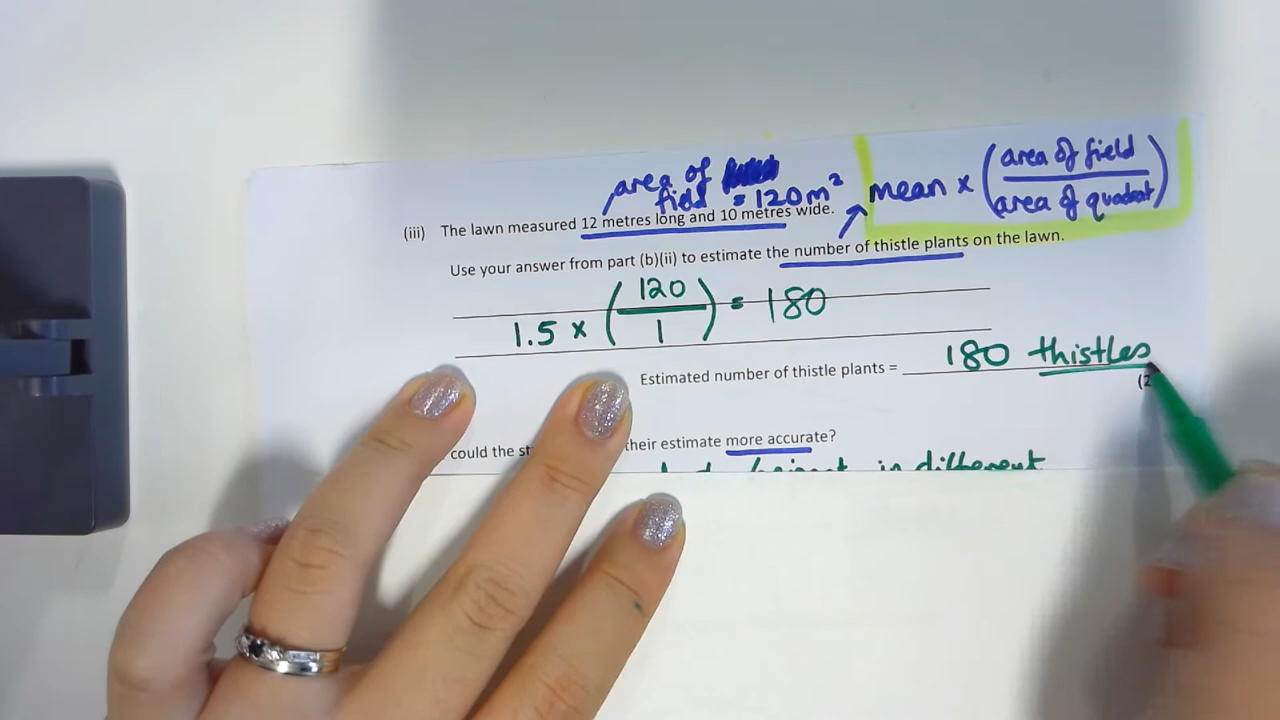 area of
field = 120m²
mean × (area of field / area of quadrat)
(iii) The lawn measured 12 metres long and 10 metres wide.
Use your answer from part (b)(ii) to estimate the number of thistle plants on the lawn.
1.5 × (120 / 1) = 180
Estimated number of thistle plants = 180 thistles
(2
could the st their estimate more accurate?
in different